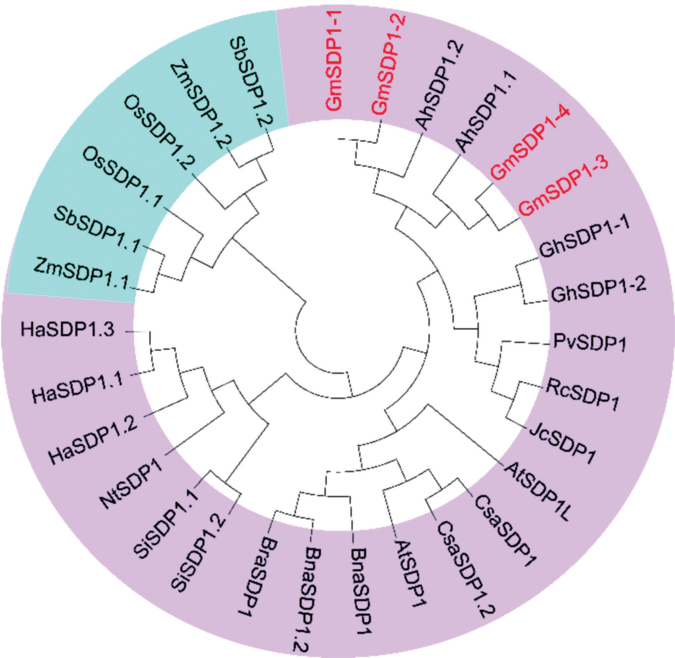 GmSDP1-1
GmSDP1-2
AhSDP1.2
AhSDP1.1
GmSDP1-4
GmSDP1-3
GhSDP1-1
GhSDP1-2
PvSDP1
RcSDP1
JcSDP1
AtSDP1L
CsaSDP1
CsaSDP1.2
AtSDP1
BnaSDP1
BnaSDP1.2
BraSDP1
SiSDP1.2
SiSDP1.1
NtSDP1
HaSDP1.2
HaSDP1.1
HaSDP1.3
ZmSDP1.1
SbSDP1.1
OsSDP1.1
OsSDP1.2
ZmSDP1.2
SbSDP1.2